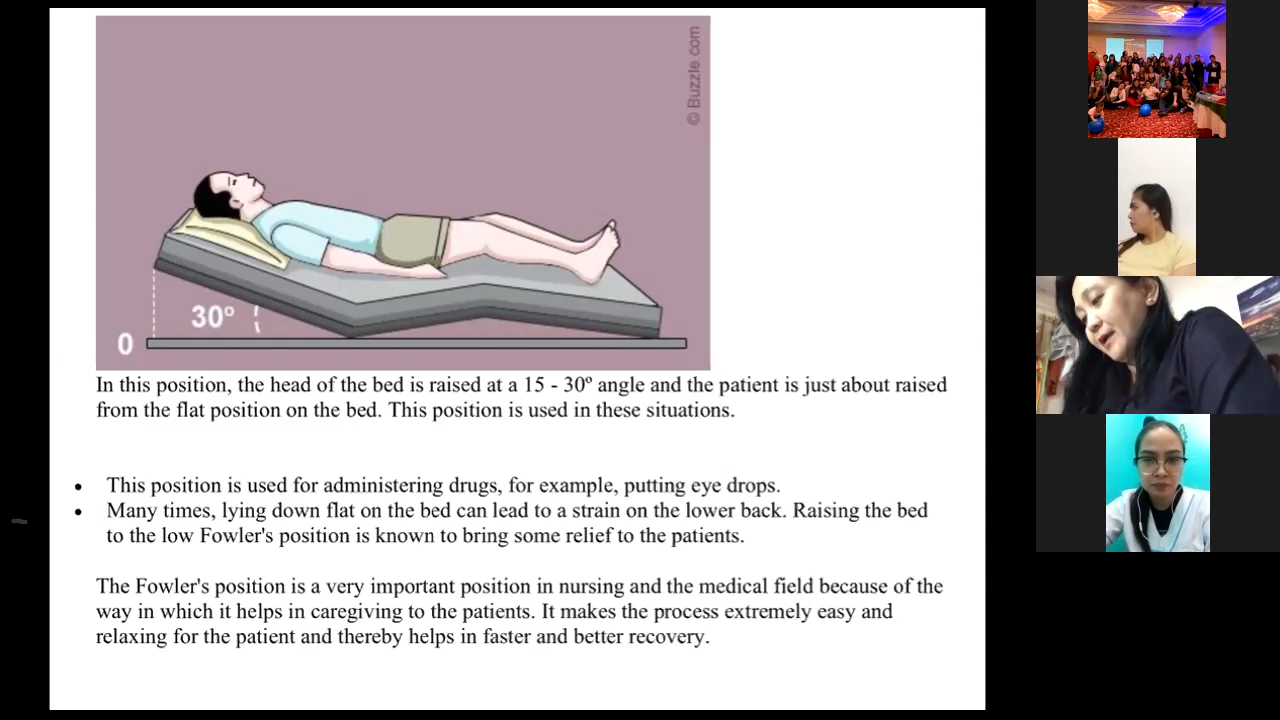 © Buzzle com
30º
0
In this position, the head of the bed is raised at a 15 - 30º angle and the patient is just about raised
from the flat position on the bed. This position is used in these situations.
• This position is used for administering drugs, for example, putting eye drops.
• Many times, lying down flat on the bed can lead to a strain on the lower back. Raising the bed
to the low Fowler's position is known to bring some relief to the patients.
The Fowler's position is a very important position in nursing and the medical field because of the
way in which it helps in caregiving to the patients. It makes the process extremely easy and
relaxing for the patient and thereby helps in faster and better recovery.